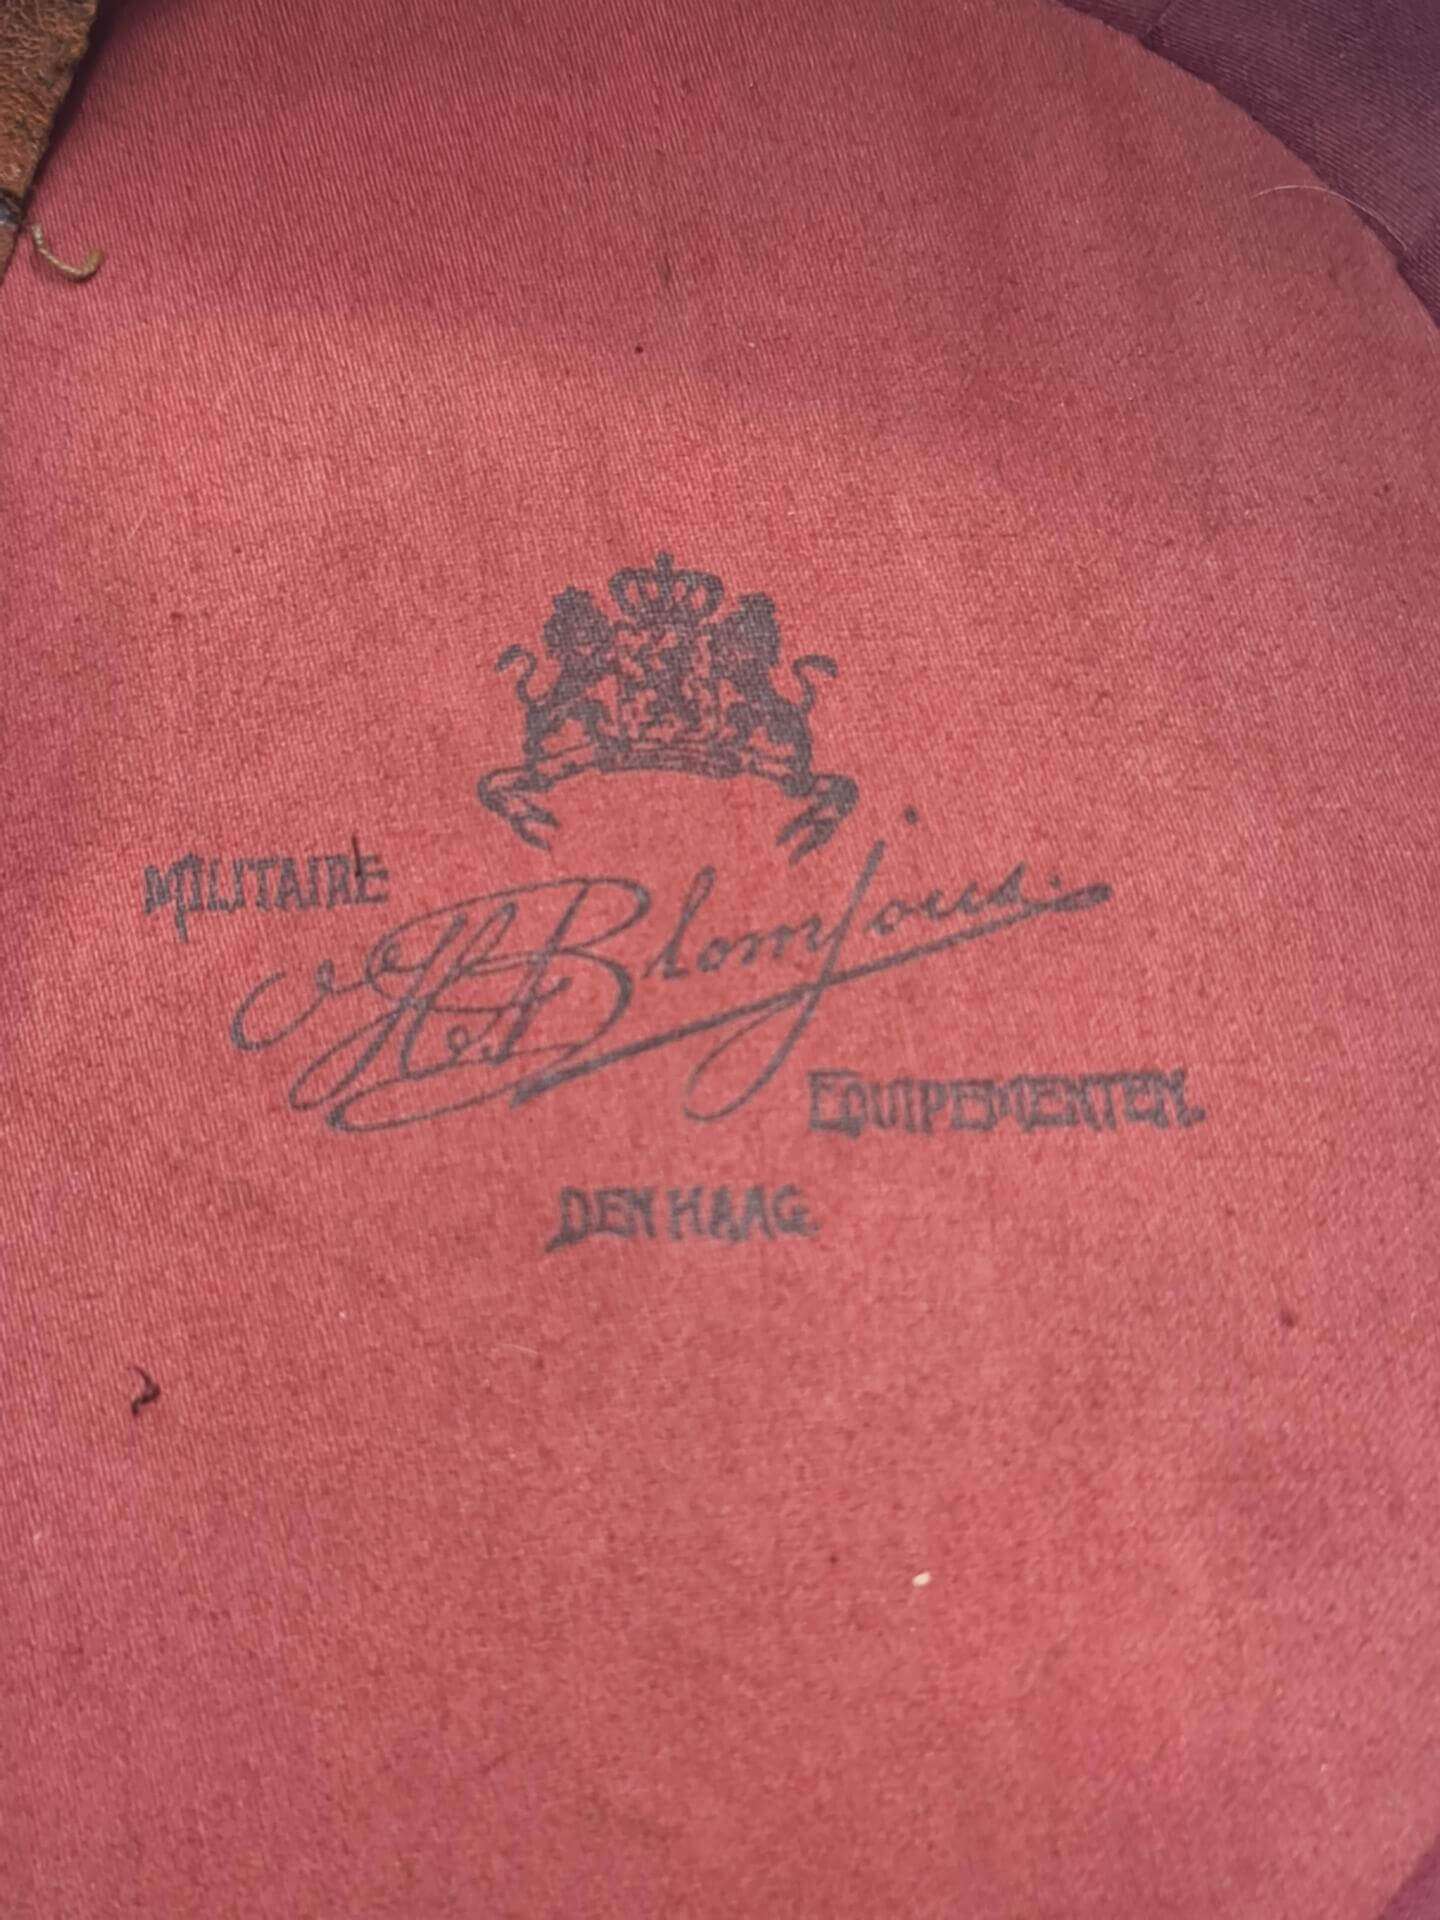 MILITAIRE
Blomjous.
EQUIPEMENTEN.
DEN HAAG.